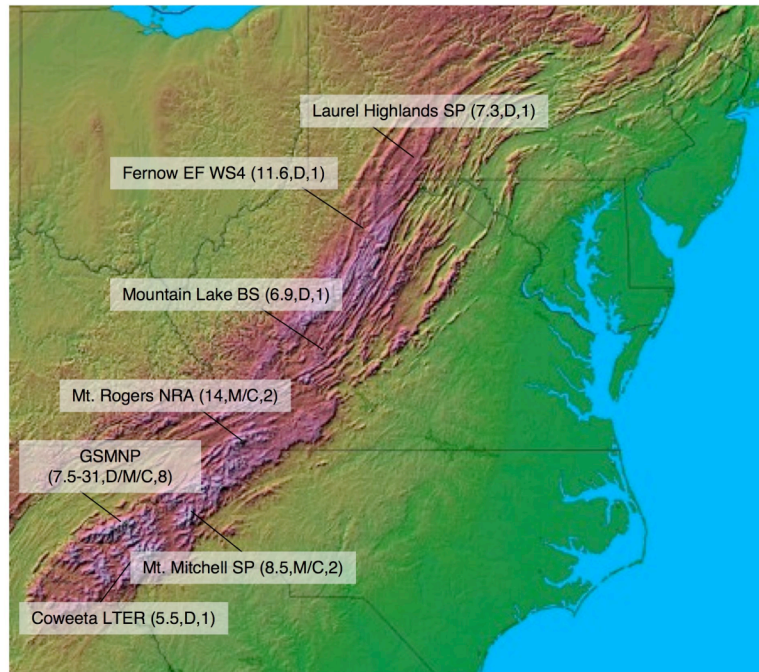 Laurel Highlands SP (7.3,D,1)
Fernow EF WS4 (11.6,D,1)
Mountain Lake BS (6.9,D,1)
Mt. Rogers NRA (14,M/C,2)
GSMNP
(7.5-31,D/M/C,8)
Mt. Mitchell SP (8.5,M/C,2)
Coweeta LTER (5.5,D,1)